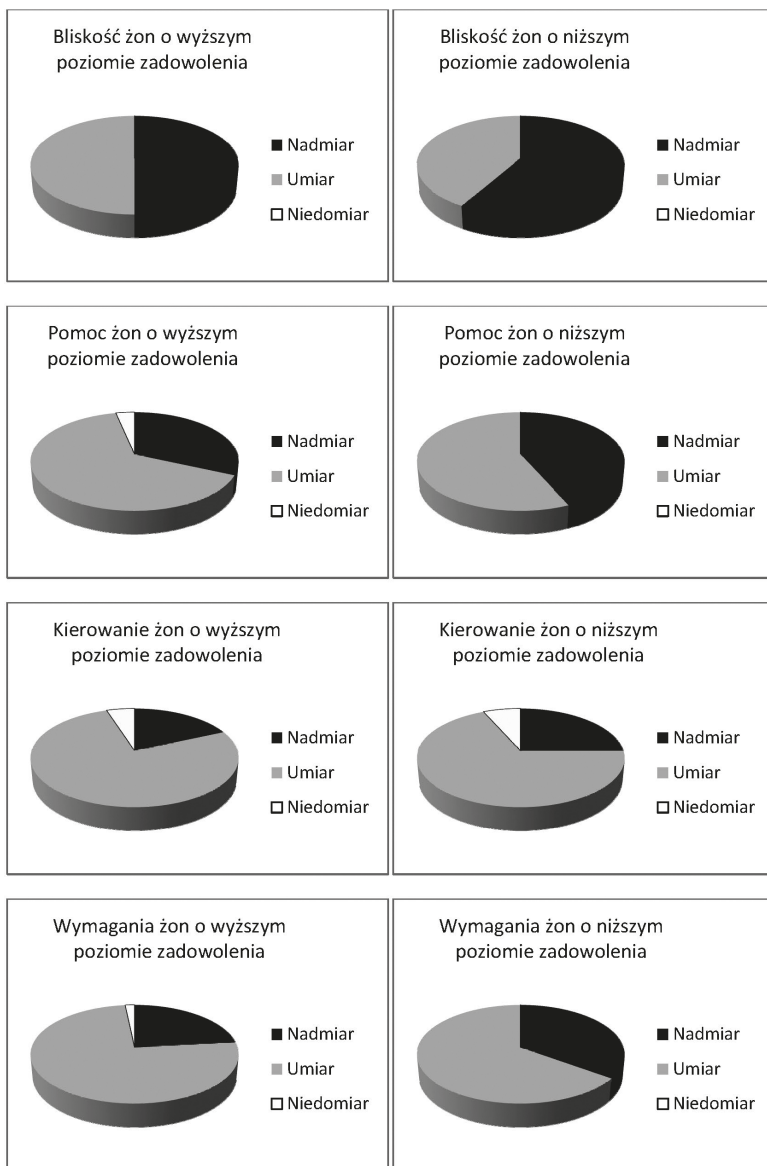 Bliskość żon o wyższym
poziomie zadowolenia
Nadmiar
Umiar
Niedomiar
Bliskość żon o niższym
poziomie zadowolenia
Nadmiar
Umiar
Niedomiar
Pomoc żon o wyższym
poziomie zadowolenia
Nadmiar
Umiar
Niedomiar
Pomoc żon o niższym
poziomie zadowolenia
Nadmiar
Umiar
Niedomiar
Kierowanie żon o wyższym
poziomie zadowolenia
Nadmiar
Umiar
Niedomiar
Kierowanie żon o niższym
poziomie zadowolenia
Nadmiar
Umiar
Niedomiar
Wymagania żon o wyższym
poziomie zadowolenia
Nadmiar
Umiar
Niedomiar
Wymagania żon o niższym
poziomie zadowolenia
Nadmiar
Umiar
Niedomiar